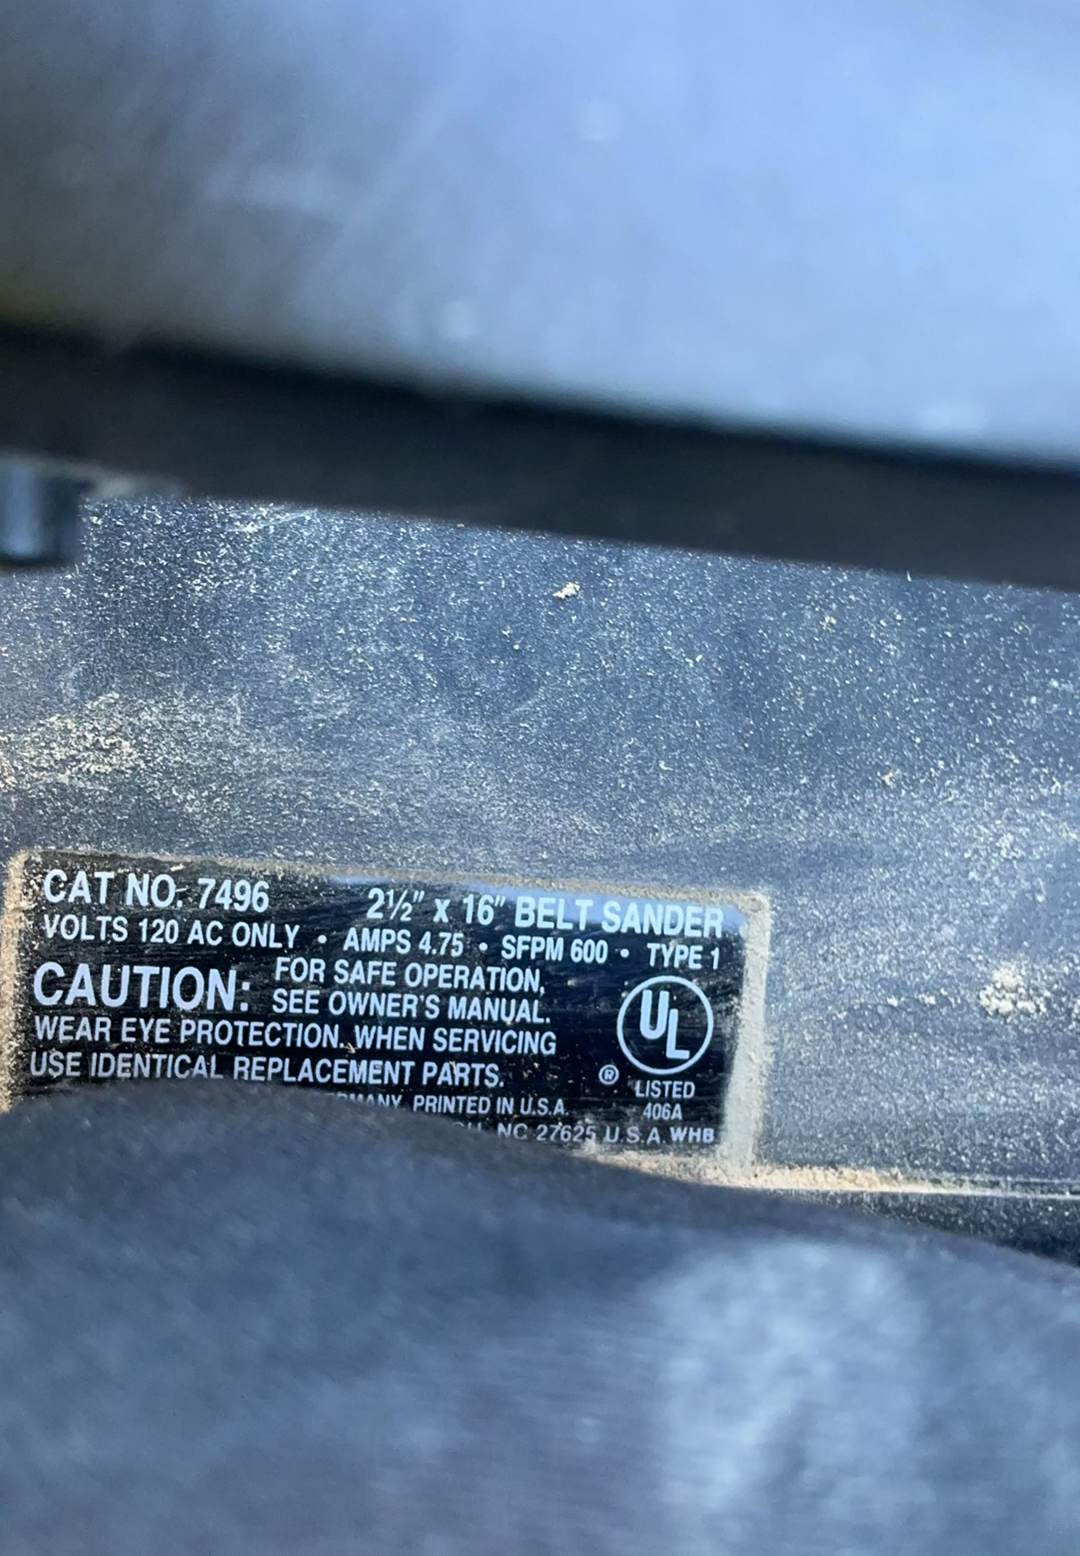 CAT NO. 7496 2½" x 16" BELT SANDER
VOLTS 120 AC ONLY • AMPS 4.75 • SFPM 600 • TYPE 1
CAUTION: FOR SAFE OPERATION,
SEE OWNER'S MANUAL.
WEAR EYE PROTECTION. WHEN SERVICING
USE IDENTICAL REPLACEMENT PARTS.
UL
®
LISTED
406A
PRINTED IN U.S.A.
NC 27625 U.S.A. WHB